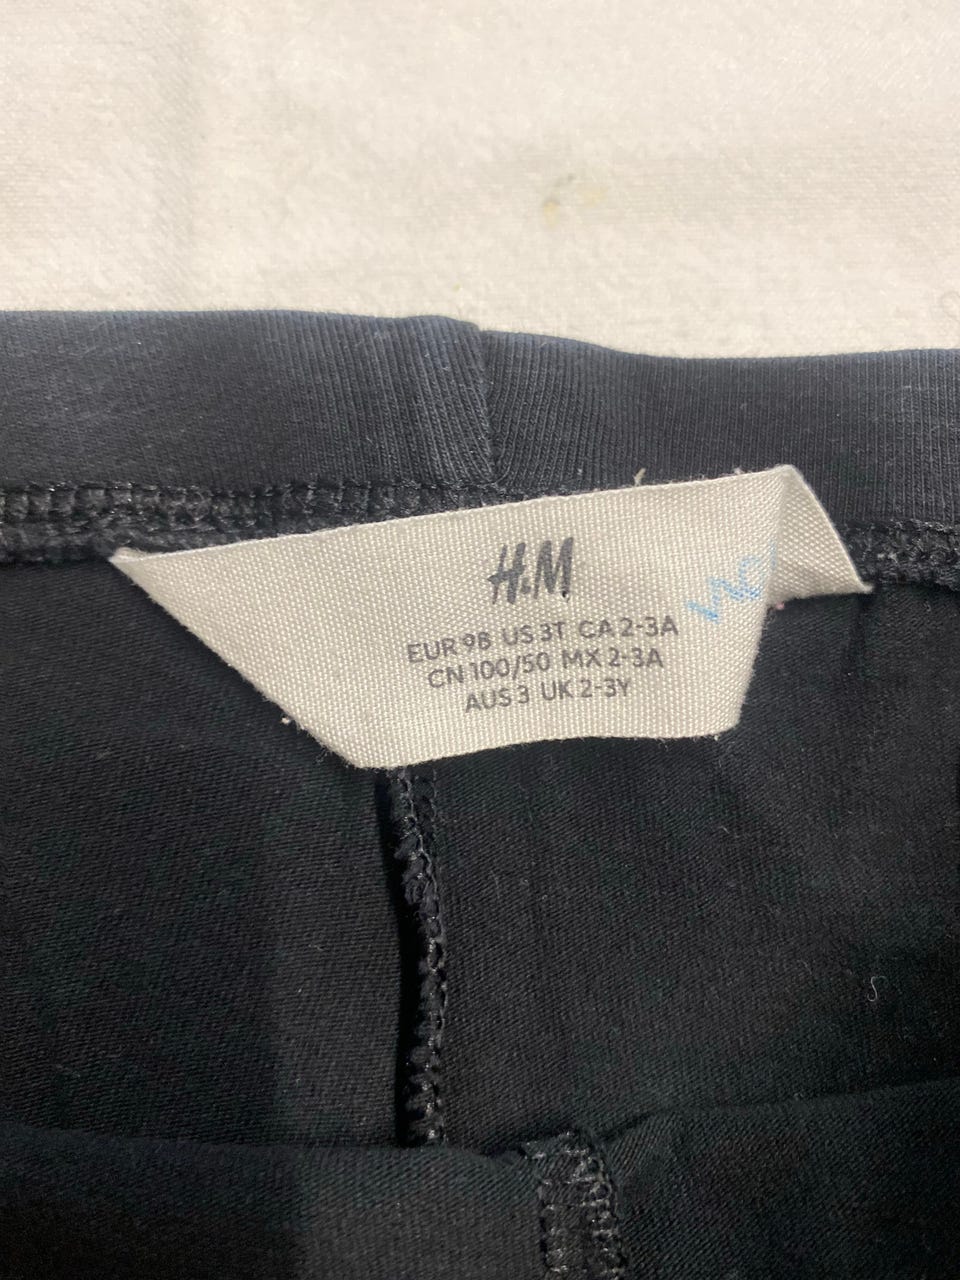 H&M
EUR 98 US 3T CA 2-3A
CN 100/50 MX 2-3A
AUS 3 UK 2-3Y